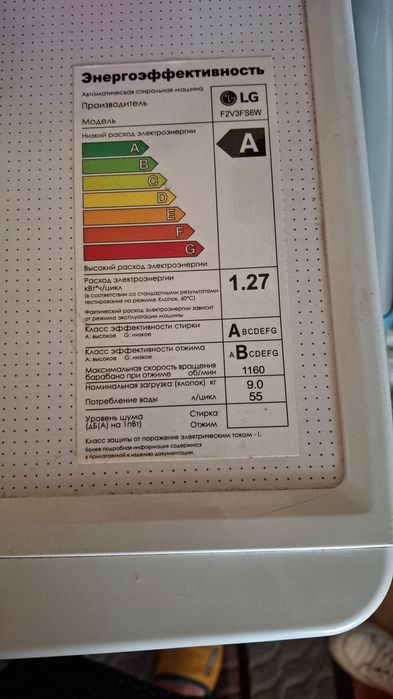 Энергоэффективность
Автоматическая стиральная машина
Производитель
LG
Модель
F2V3FS6W
Низкий расход электроэнергии
A
A
B
C
D
E
F
G
Высокий расход электроэнергии
Расход электроэнергии
кВт*ч/цикл
1.27
(в соответствии со стандартными результатами
тестирования на режиме Хлопок, 60°С)
Фактический расход электроэнергии зависит
от режима эксплуатации машины
Класс эффективности стирки
A: высокое G: низкое
ABCDEFG
Класс эффективности отжима
A: высокое G: низкое
ABCDEFG
Максимальная скорость вращения
барабана при отжиме об/мин
1160
Номинальная загрузка (хлопок) кг
9.0
Потребление воды л/цикл
55
Уровень шума Стирка
(дБ(А) на 1пВт) Отжим
Класс защиты от поражения электрическим током - I.
Более подробная информация содержится
в прилагаемой к изделию документации.